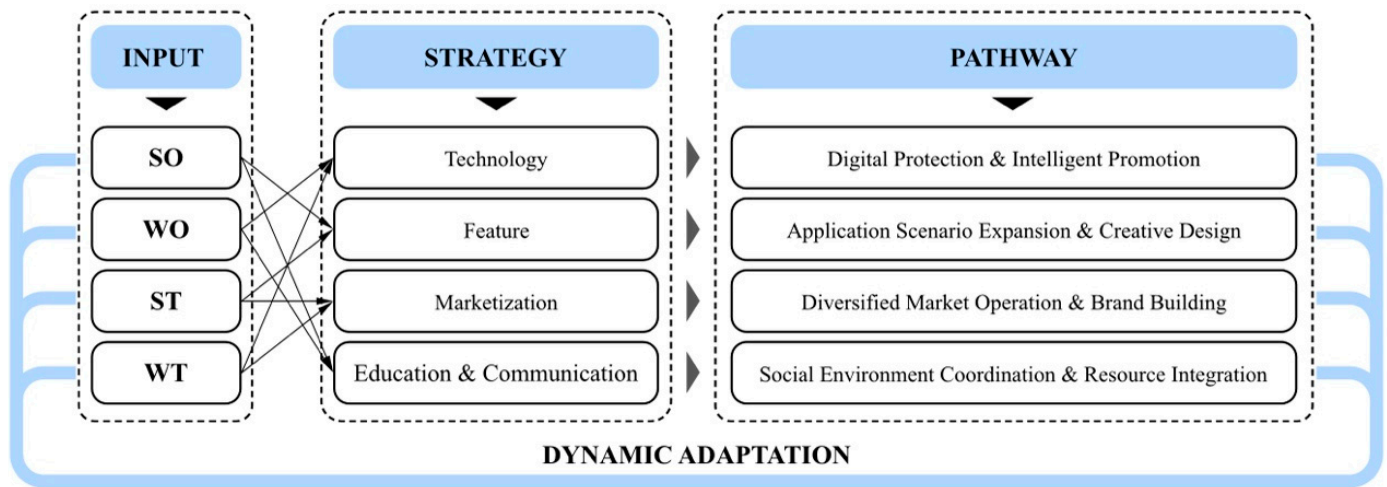 INPUT
STRATEGY
PATHWAY
SO
Technology
Digital Protection & Intelligent Promotion
WO
Feature
Application Scenario Expansion & Creative Design
ST
Marketization
Diversified Market Operation & Brand Building
WT
Education & Communication
Social Environment Coordination & Resource Integration
DYNAMIC ADAPTATION